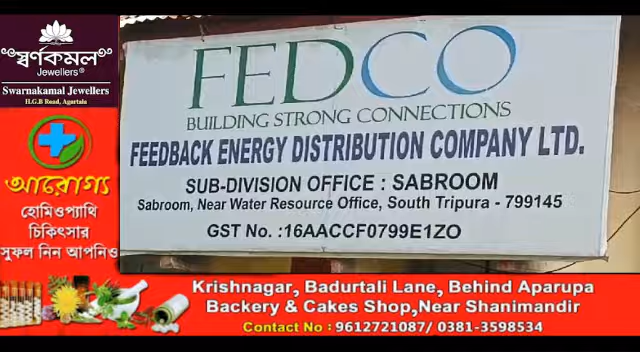 স্বর্ণকমল
Jewellers®
Swarnakamal Jewellers
H.G.B Road, Agartala
আরোগ্য
হোমিওপ্যাথি
চিকিৎসার
সুফল নিন আপনিও
FEDCO
BUILDING STRONG CONNECTIONS
FEEDBACK ENERGY DISTRIBUTION COMPANY LTD.
SUB-DIVISION OFFICE : SABROOM
Sabroom, Near Water Resource Office, South Tripura - 799145
GST No. :16AACCF0799E1ZO
Krishnagar, Badurtali Lane, Behind Aparupa
Backery & Cakes Shop,Near Shanimandir
Contact No : 9612721087/ 0381-3598534